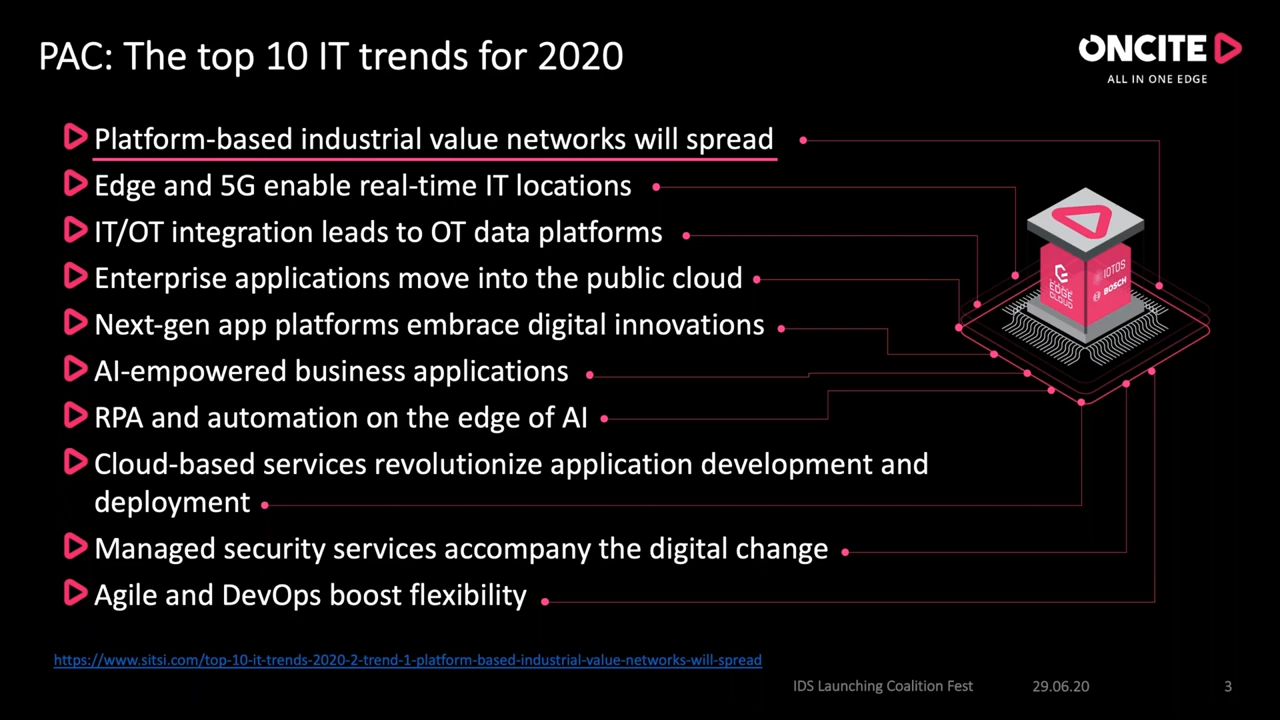 PAC: The top 10 IT trends for 2020
ONCITE
ALL IN ONE EDGE
Platform-based industrial value networks will spread
Edge and 5G enable real-time IT locations
IT/OT integration leads to OT data platforms
Enterprise applications move into the public cloud
Next-gen app platforms embrace digital innovations
AI-empowered business applications
RPA and automation on the edge of AI
Cloud-based services revolutionize application development and
deployment
Managed security services accompany the digital change
Agile and DevOps boost flexibility
EDGE
CLOUD
IOTOS
BOSCH
https://www.sitsi.com/top-10-it-trends-2020-2-trend-1-platform-based-industrial-value-networks-will-spread
IDS Launching Coalition Fest
29.06.20
3